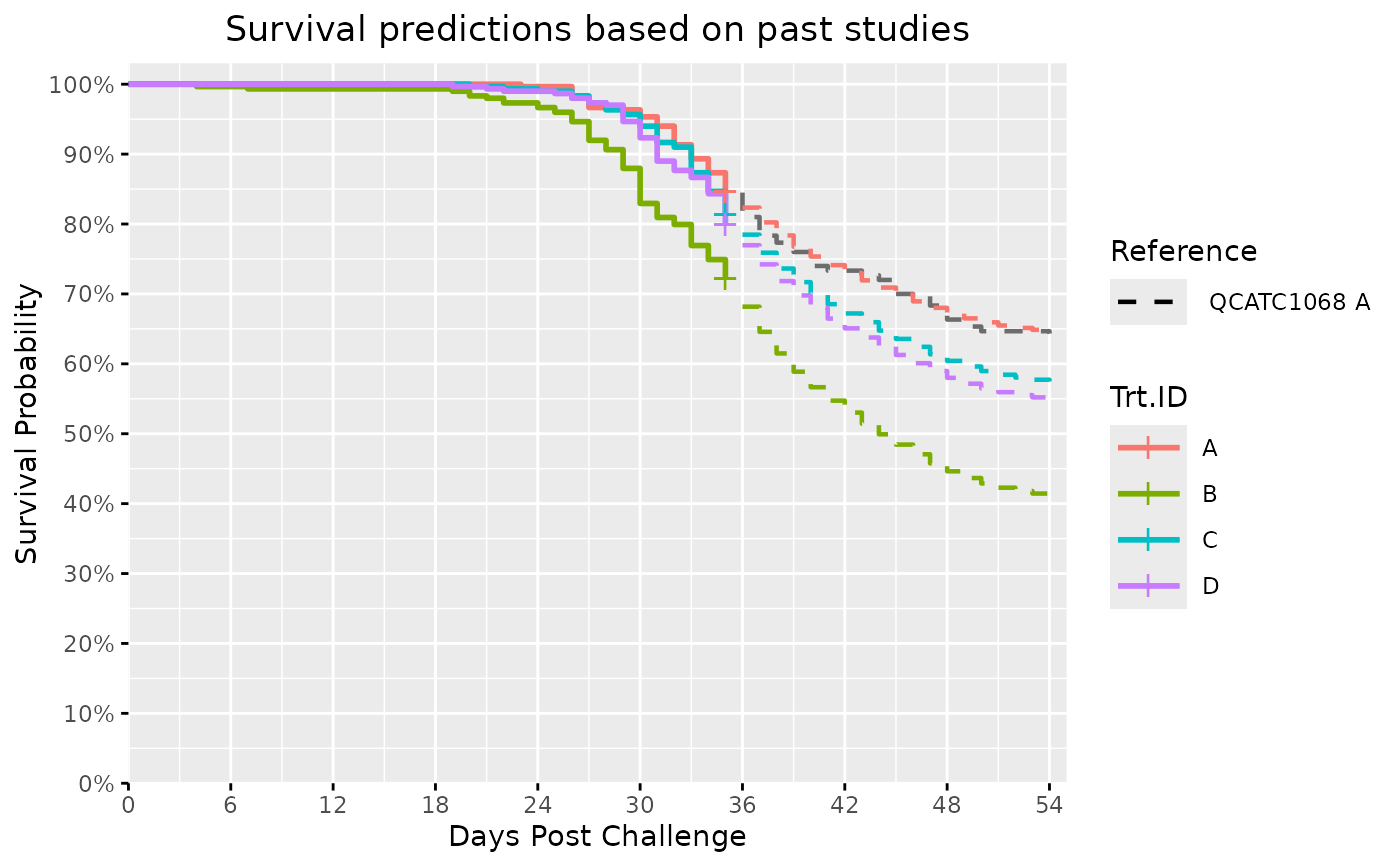 Survival predictions based on past studies
Survival Probability
100%
90%
80%
70%
60%
50%
40%
30%
20%
10%
0%
0 6 12 18 24 30 36 42 48 54
Days Post Challenge
Reference
QCATC1068 A
Trt.ID
A
B
C
D